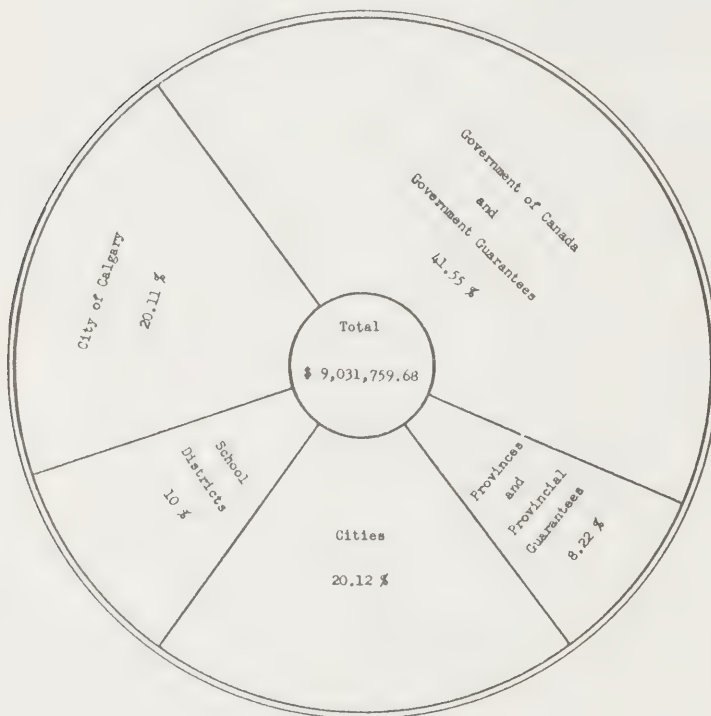 Government of Canada
and
Government Guarantees
41.55 %
City of Calgary
20.11 %
Total
$ 9,031,759.68
School
Districts
10 %
Provinces
and
Provincial
Guarantees
8.22 %
Cities
20.12 %